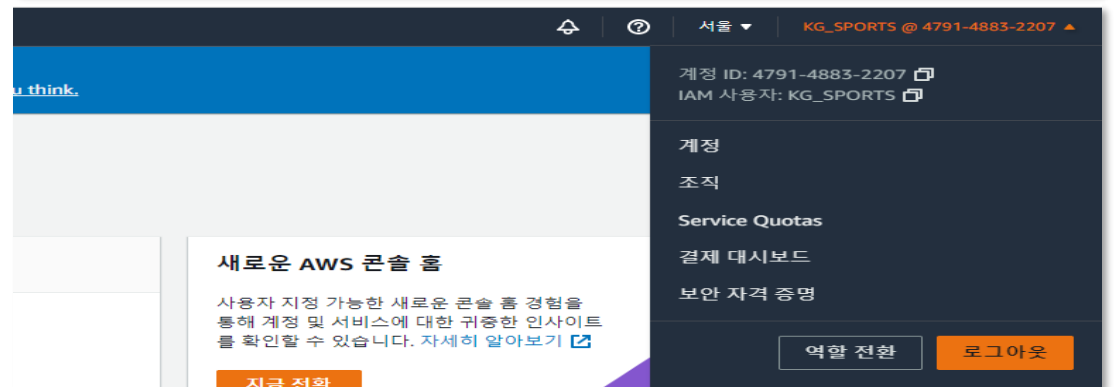 서울 ▼
KG_SPORTS @ 4791-4883-2207 ▲
계정 ID: 4791-4883-2207
IAM 사용자: KG_SPORTS
u think.
계정
조직
Service Quotas
결제 대시보드
보안 자격 증명
역할 전환
로그아웃
새로운 AWS 콘솔 홈
사용자 지정 가능한 새로운 콘솔 홈 경험을
통해 계정 및 서비스에 대한 귀중한 인사이트
를 확인할 수 있습니다. 자세히 알아보기
지금 전환